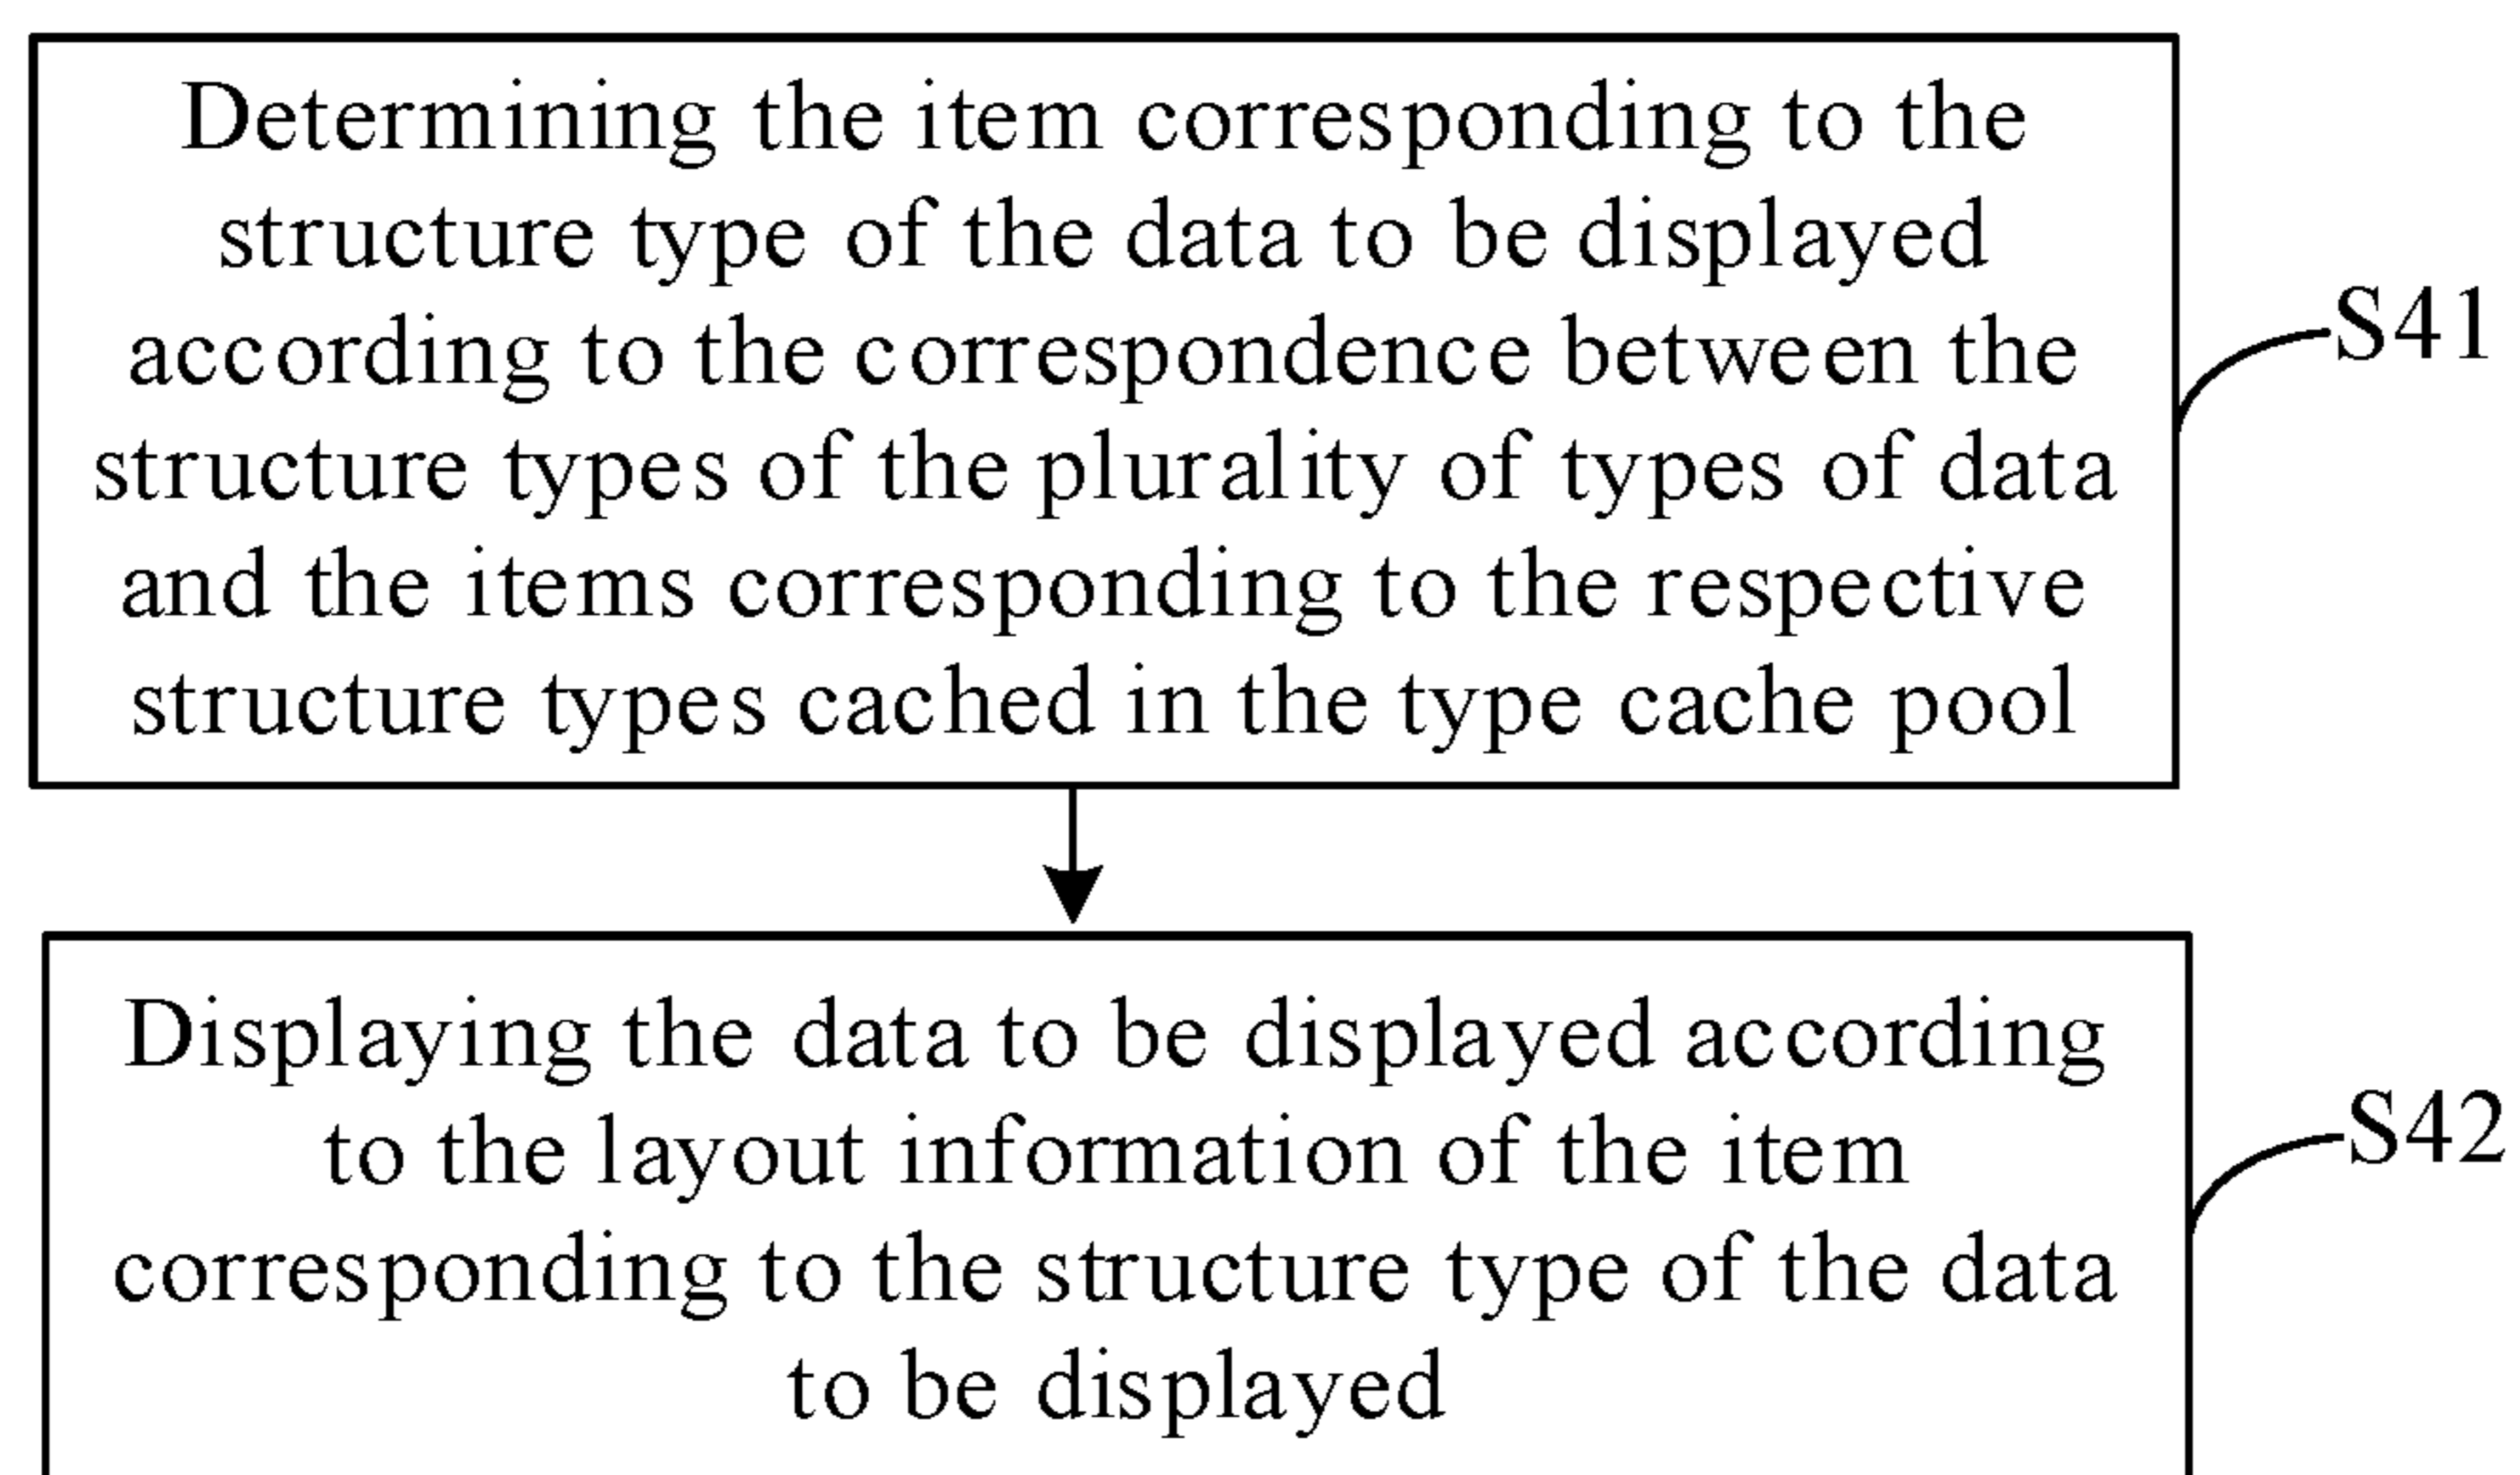 Determining the item corresponding to the
structure type of the data to be displayed
according to the correspondence between the
structure types of the plurality of types of data
and the items corresponding to the respective
structure types cached in the type cache pool
S41
Displaying the data to be displayed according
to the layout information of the item
corresponding to the structure type of the data
to be displayed
S42